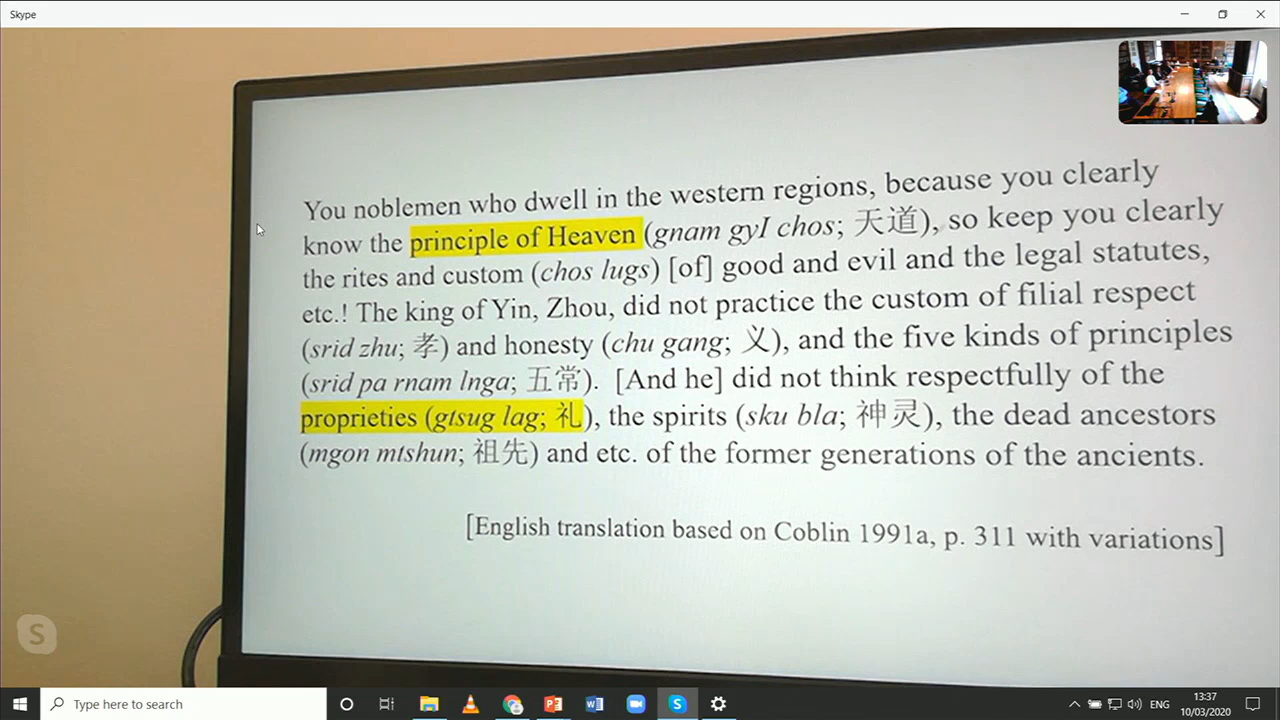 Skype
You noblemen who dwell in the western regions, because you clearly
know the principle of Heaven (gnam gyI chos; 天道), so keep you clearly
the rites and custom (chos lugs) [of] good and evil and the legal statutes,
etc.! The king of Yin, Zhou, did not practice the custom of filial respect
(srid zhu; 孝) and honesty (chu gang; 义), and the five kinds of principles
(srid pa rnam lnga; 五常). [And he] did not think respectfully of the
proprieties (gtsug lag; 礼), the spirits (sku bla; 神灵), the dead ancestors
(mgon mtshun; 祖先) and etc. of the former generations of the ancients.
[English translation based on Coblin 1991a, p. 311 with variations]
S
Type here to search
ENG
13:37
10/03/2020